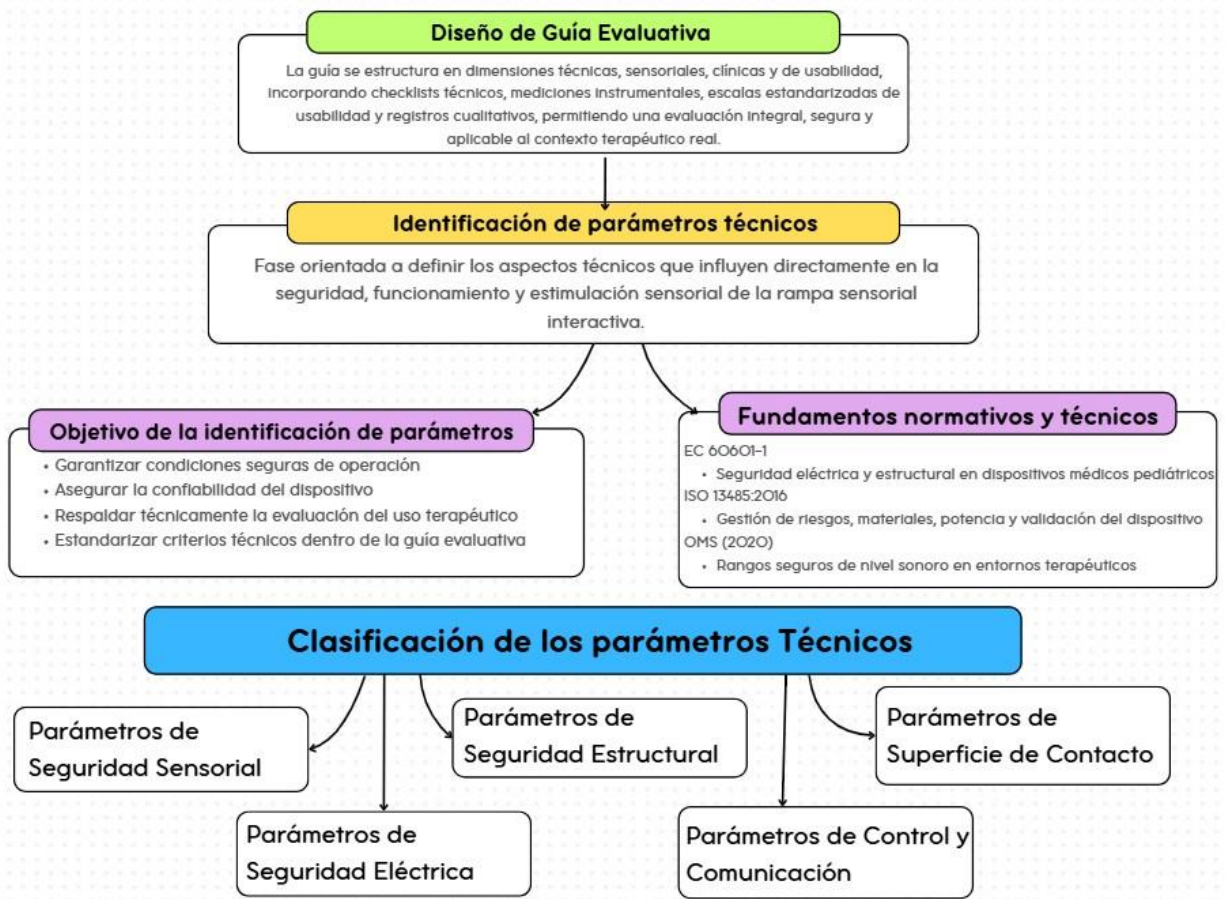 Diseño de Guía Evaluativa
La guía se estructura en dimensiones técnicas, sensoriales, clínicas y de usabilidad,
incorporando checklists técnicos, mediciones instrumentales, escalas estandarizadas de
usabilidad y registros cualitativos, permitiendo una evaluación integral, segura y
aplicable al contexto terapéutico real.
Identificación de parámetros técnicos
Fase orientada a definir los aspectos técnicos que influyen directamente en la
seguridad, funcionamiento y estimulación sensorial de la rampa sensorial
interactiva.
Objetivo de la identificación de parámetros
• Garantizar condiciones seguras de operación
• Asegurar la confiabilidad del dispositivo
• Respaldar técnicamente la evaluación del uso terapéutico
• Estandarizar criterios técnicos dentro de la guía evaluativa
Fundamentos normativos y técnicos
EC 60601-1
• Seguridad eléctrica y estructural en dispositivos médicos pediátricos
ISO 13485:2016
• Gestión de riesgos, materiales, potencia y validación del dispositivo
OMS (2020)
• Rangos seguros de nivel sonoro en entornos terapéuticos
Clasificación de los parámetros Técnicos
Parámetros de
Seguridad Sensorial
Parámetros de
Seguridad Estructural
Parámetros de
Superficie de Contacto
Parámetros de
Seguridad Eléctrica
Parámetros de Control y
Comunicación